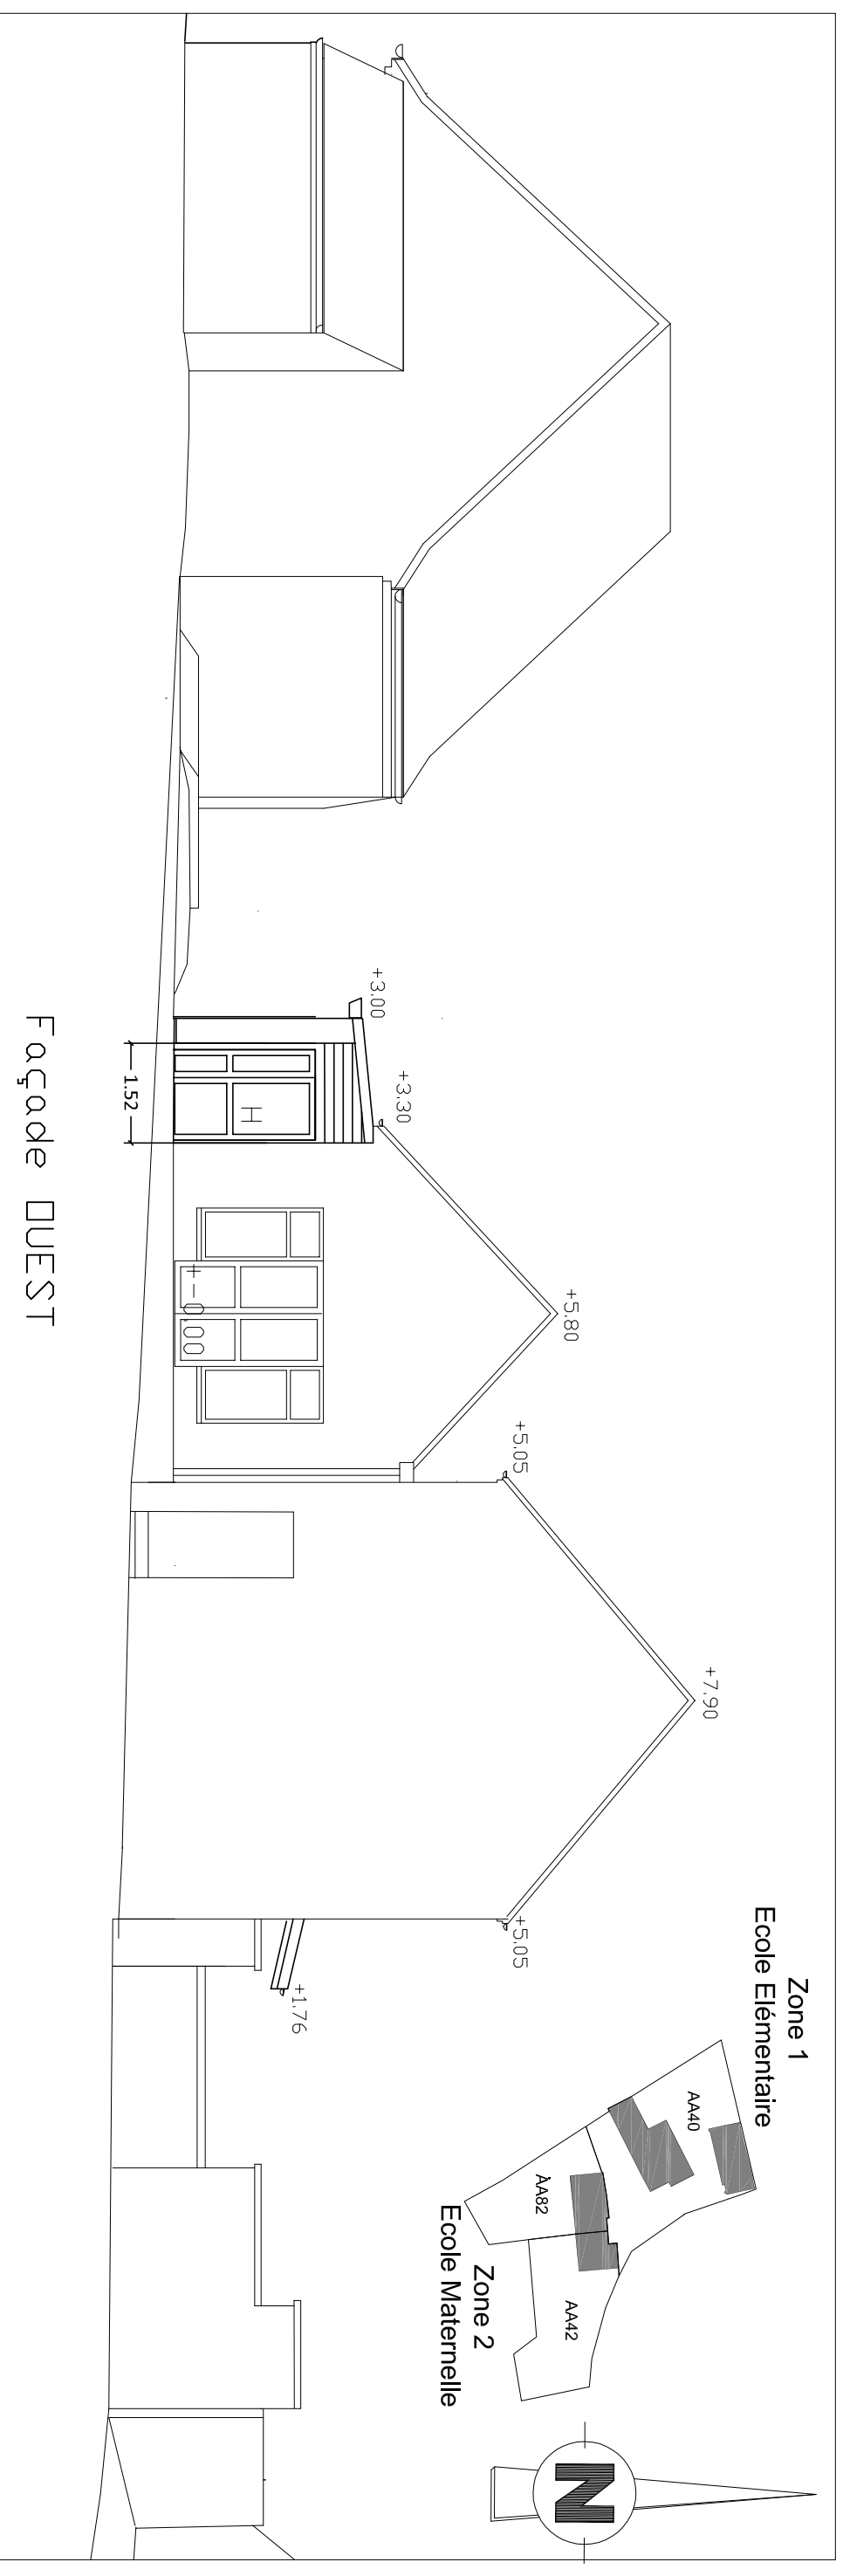 Zone 1
Ecole Elémentaire
AA40
AA82
AA42
Zone 2
Ecole Maternelle
N
+7.90
+5.80
+5.05
+5.05
+3.30
+3.00
+1.76
H
+-0.00
1.52
Façade OUEST